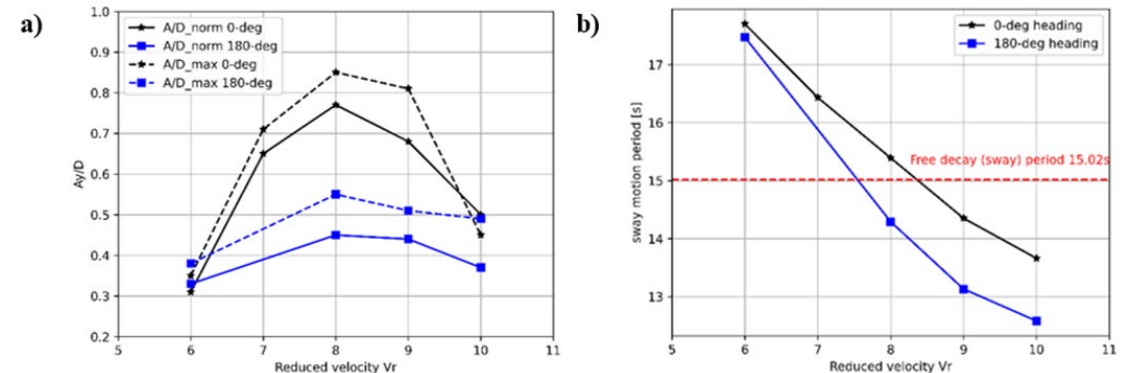 a)
A/D_norm 0-deg
A/D_norm 180-deg
A/D_max 0-deg
A/D_max 180-deg
1.0
0.9
0.8
0.7
0.6
0.5
0.4
0.3
0.2
Ay/D
5 6 7 8 9 10 11
Reduced velocity Vr
b)
0-deg heading
180-deg heading
17
16
15
14
13
sway motion period [s]
Free decay (sway) period 15.02s
5 6 7 8 9 10 11
Reduced velocity Vr